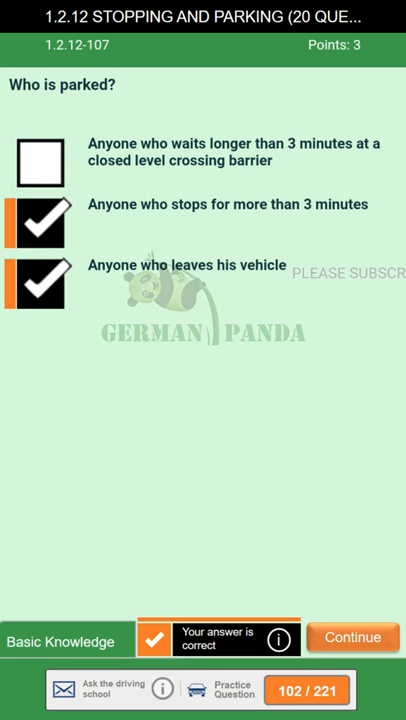 1.2.12 STOPPING AND PARKING (20 QUE...
1.2.12-107 Points: 3
Who is parked?
Anyone who waits longer than 3 minutes at a
closed level crossing barrier
Anyone who stops for more than 3 minutes
Anyone who leaves his vehicle
PLEASE SUBSCR
GERMAN PANDA
Basic Knowledge
Your answer is
correct
Continue
Ask the driving
school
Practice
Question
102 / 221